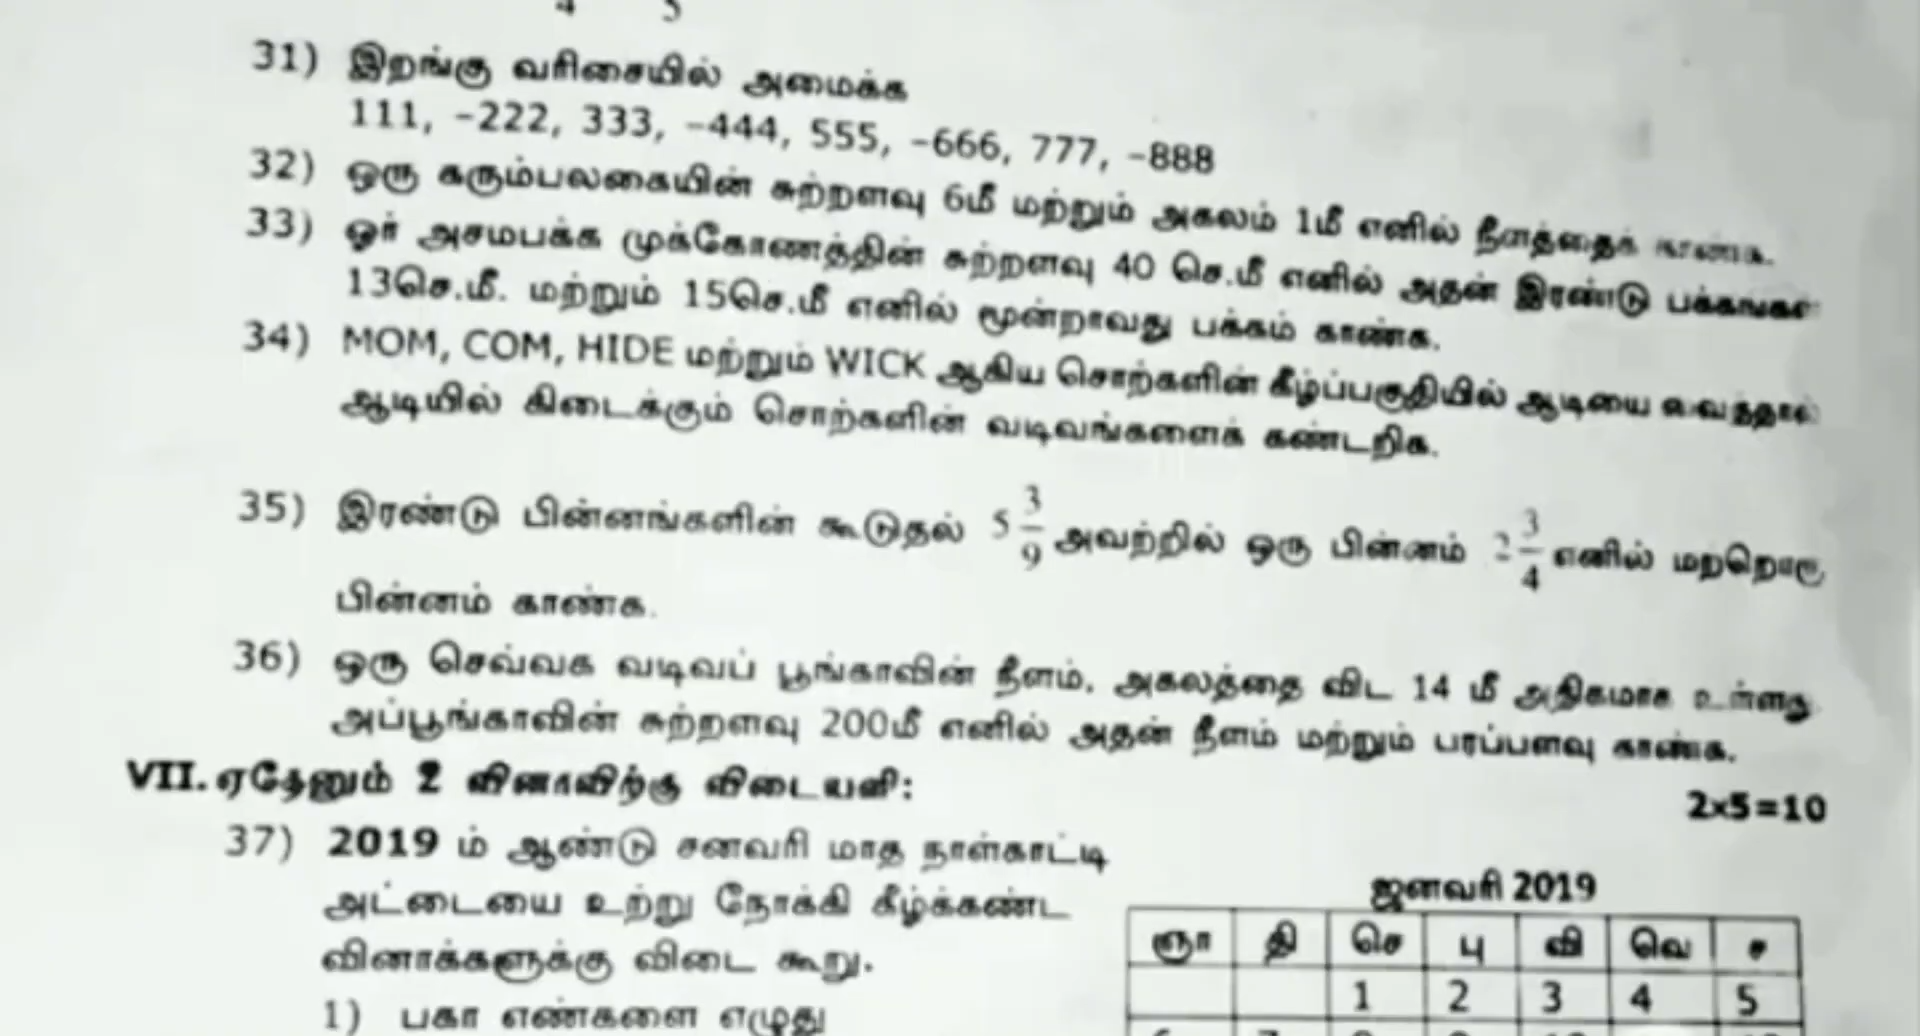 31) இறங்கு வரிசையில் அமைக்க
111, -222, 333, -444, 555, -666, 777, -888
32) ஒரு கரும்பலகையின் சுற்றளவு 6மீ மற்றும் அகலம் 1மீ எனில் நீளத்தைக் காண்க.
33) ஓர் அசமபக்க முக்கோணத்தின் சுற்றளவு 40 செ.மீ எனில் அதன் இரண்டு பக்கங்கள்
13செ.மீ. மற்றும் 15செ.மீ எனில் மூன்றாவது பக்கம் காண்க.
34) MOM, COM, HIDE மற்றும் WICK ஆகிய சொற்களின் கீழ்ப்பகுதியில் ஆடியை வைத்தால்
ஆடியில் கிடைக்கும் சொற்களின் வடிவங்களைக் கண்டறிக.
35) இரண்டு பின்னங்களின் கூடுதல் 5 3/9 அவற்றில் ஒரு பின்னம் 2 3/4 எனில் மற்றொரு
பின்னம் காண்க.
36) ஒரு செவ்வக வடிவப் பூங்காவின் நீளம், அகலத்தை விட 14 மீ அதிகமாக உள்ளது
அப்பூங்காவின் சுற்றளவு 200மீ எனில் அதன் நீளம் மற்றும் பரப்பளவு காண்க.
VII. ஏதேனும் 2 வினாவிற்கு விடையளி: 2x5=10
37) 2019 ம் ஆண்டு சனவரி மாத நாள்காட்டி
அட்டையை உற்று நோக்கி கீழ்க்கண்ட
வினாக்களுக்கு விடை கூறு.
1) பகா எண்களை எழுது
ஜனவரி 2019
ஞா தி செ பு வி வெ ச
1 2 3 4 5